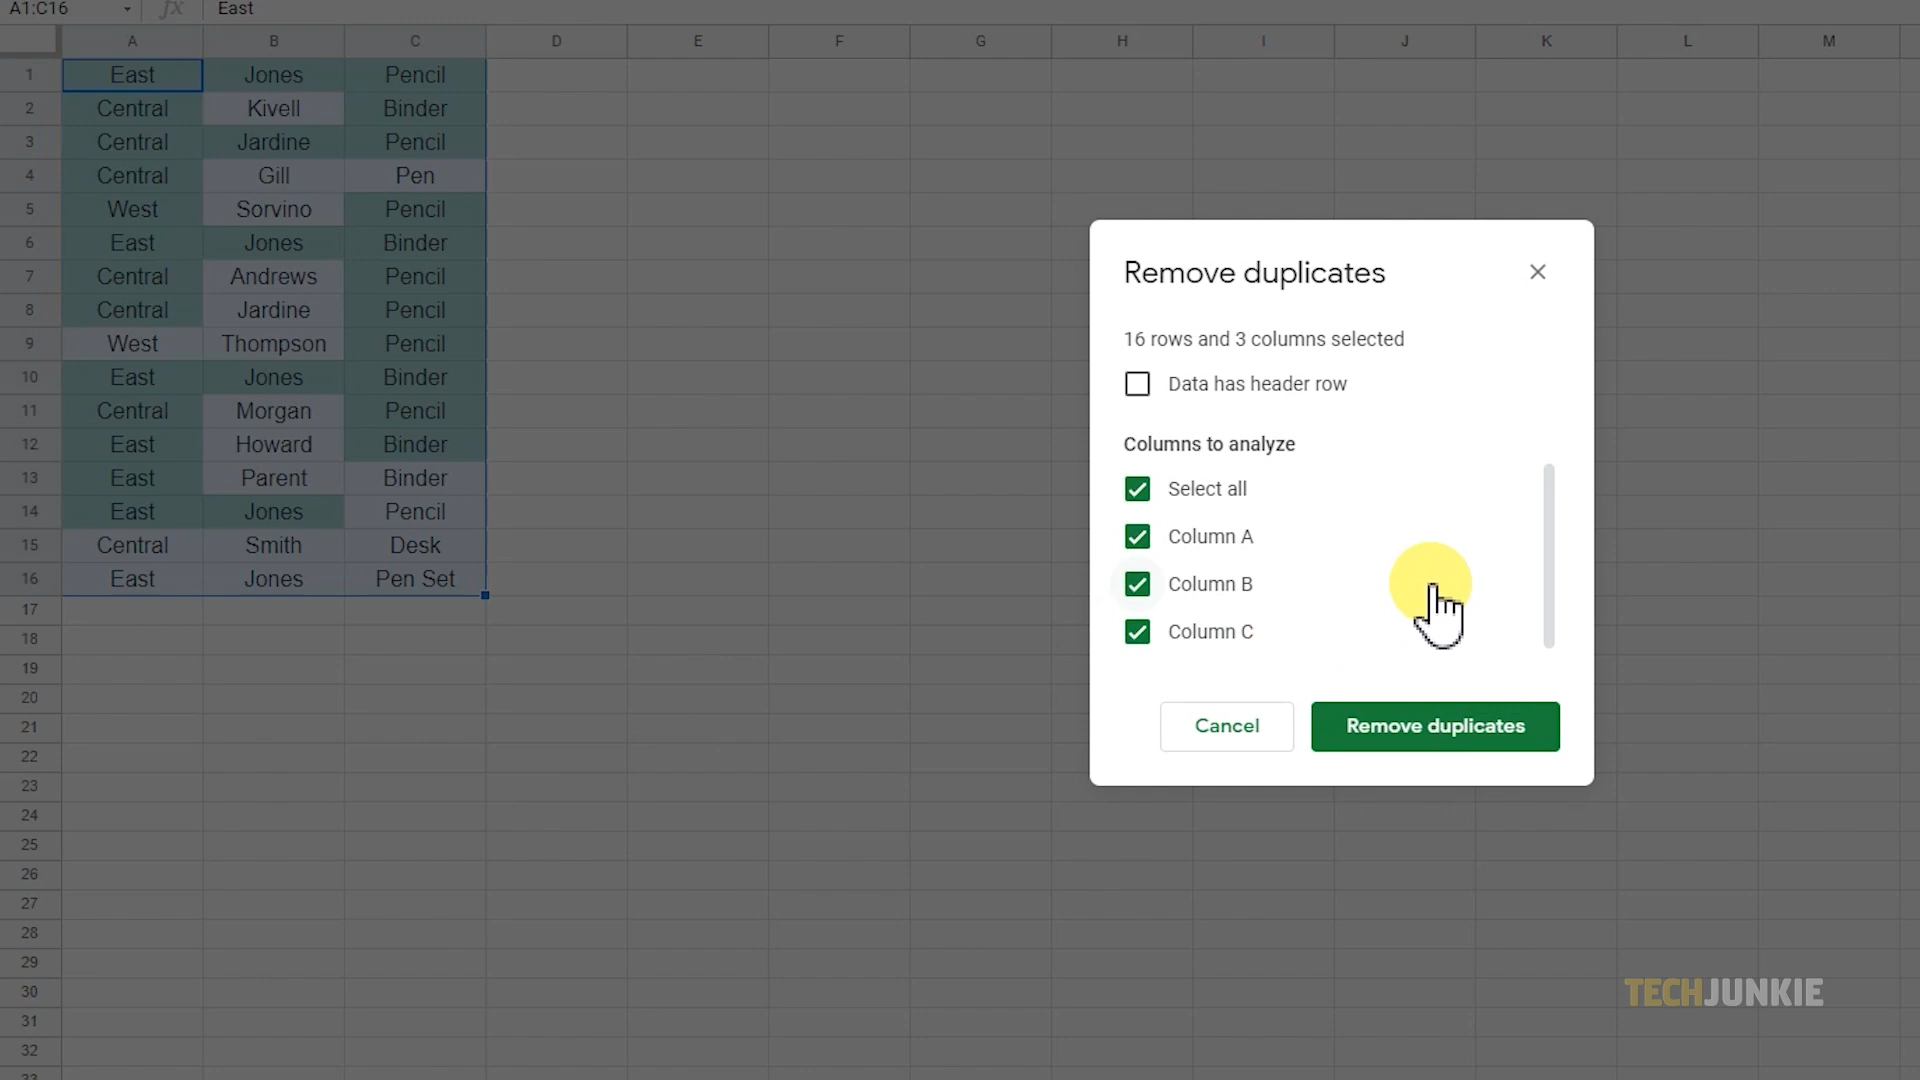 A1:C16 fx East
A B C D E F G H I J K L M
1 East Jones Pencil
2 Central Kivell Binder
3 Central Jardine Pencil
4 Central Gill Pen
5 West Sorvino Pencil
6 East Jones Binder
7 Central Andrews Pencil
8 Central Jardine Pencil
9 West Thompson Pencil
10 East Jones Binder
11 Central Morgan Pencil
12 East Howard Binder
13 East Parent Binder
14 East Jones Pencil
15 Central Smith Desk
16 East Jones Pen Set
17
18
19
20
21
22
23
24
25
26
27
28
29
30
31
32
33
Remove duplicates
16 rows and 3 columns selected
Data has header row
Columns to analyze
Select all
Column A
Column B
Column C
Cancel Remove duplicates
TECHJUNKIE